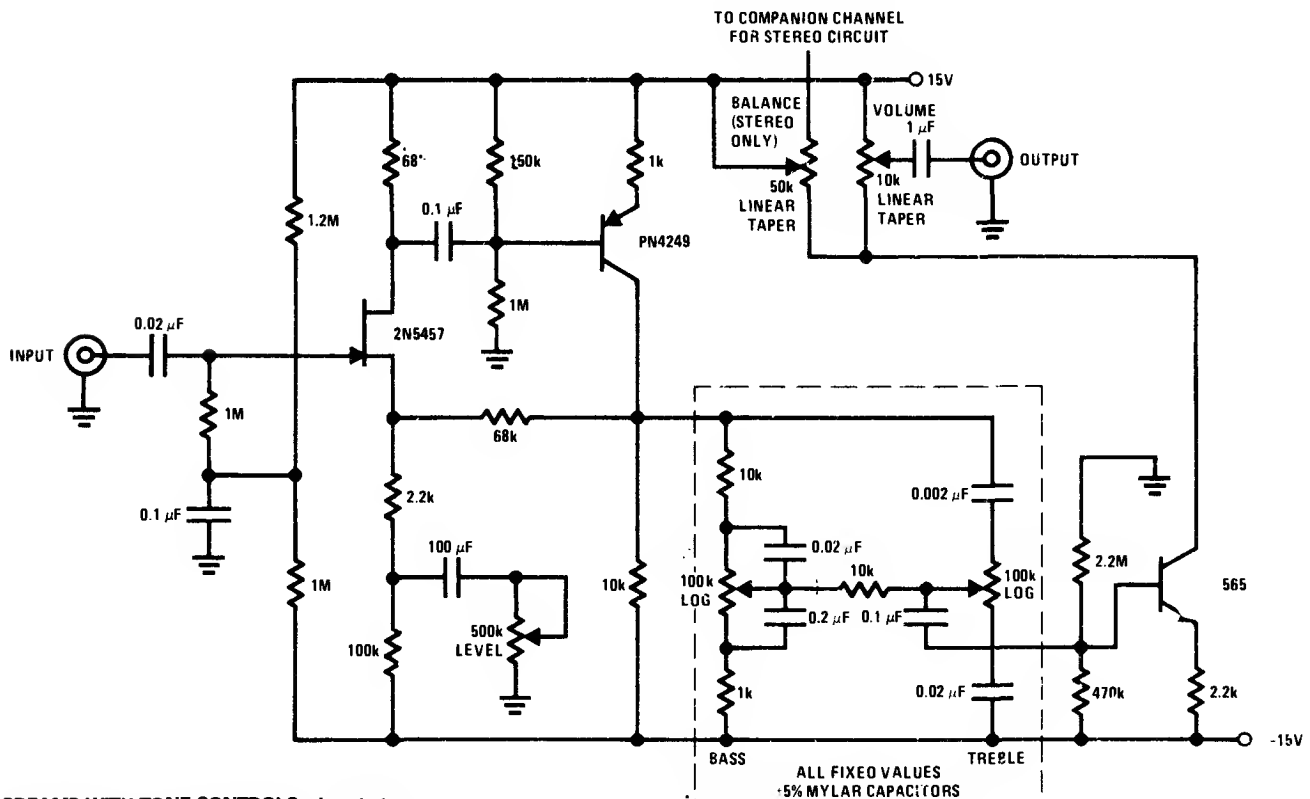 TO COMPANION CHANNEL
FOR STEREO CIRCUIT
15V
BALANCE
(STEREO
ONLY)
VOLUME
1 µF
OUTPUT
50k
LINEAR
TAPER
10k
LINEAR
TAPER
68
150k
1k
1.2M
0.1 µF
PN4249
1M
2N5457
0.02 µF
INPUT
1M
68k
10k
0.002 µF
2.2k
0.1 µF
100 µF
0.02 µF
10k
100k
LOG
10k
100k
LOG
2.2M
565
1M
0.2 µF
0.1 µF
500k
LEVEL
100k
1k
0.02 µF
470k
2.2k
-15V
BASS
TREBLE
ALL FIXED VALUES
5% MYLAR CAPACITORS